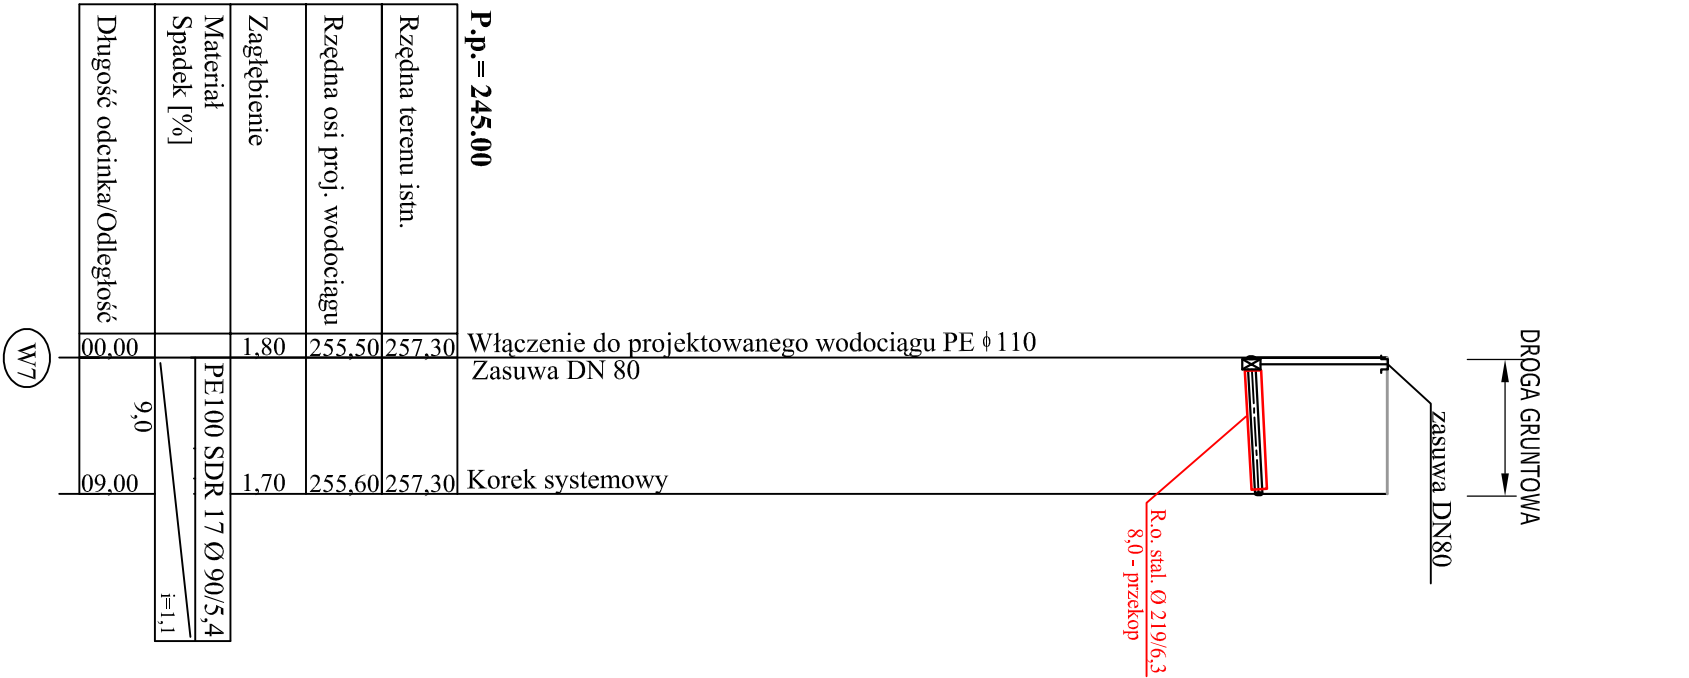 P.p.= 245.00
Rzędna terenu istn.
Rzędna osi proj. wodociągu
Zagłębienie
Materiał
Spadek [%]
Długość odcinka/Odległość
W7
00,00
1,80
255,50
257,30
Włączenie do projektowanego wodociągu PE ϕ 110
Zasuwa DN 80
09,00
1,70
255,60
257,30
Korek systemowy
9,0
PE100 SDR 17 Ø 90/5,4
i=1,1
R.o. stal. Ø 219/6,3
8,0 - przekop
zasuwa DN80
DROGA GRUNTOWA